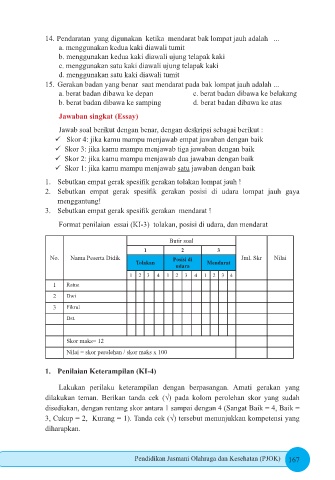 14. Pendaratan yang digunakan ketika mendarat bak lompat jauh adalah ...
a. menggunakan kedua kaki diawali tumit
b. menggunakan kedua kaki diawali ujung telapak kaki
c. menggunakan satu kaki diawali ujung telapak kaki
d. menggunakan satu kaki diawali tumit
15. Gerakan badan yang benar saat mendarat pada bak lompat jauh adalah ...
a. berat badan dibawa ke depan c. berat badan dibawa ke belakang
b. berat badan dibawa ke samping d. berat badan dibawa ke atas
Jawaban singkat (Essay)
Jawab soal berikut dengan benar, dengan deskripsi sebagai berikut :
✓ Skor 4: jika kamu mampu menjawab empat jawaban dengan baik
✓ Skor 3: jika kamu mampu menjawab tiga jawaban dengan baik
✓ Skor 2: jika kamu mampu menjawab dua jawaban dengan baik
✓ Skor 1: jika kamu mampu menjawab satu jawaban dengan baik
1. Sebutkan empat gerak spesifik gerakan tolakan lompat jauh !
2. Sebutkan empat gerak spesifik gerakan posisi di udara lompat jauh gaya
menggantung!
3. Sebutkan empat gerak spesifik gerakan mendarat !
Format penilaian essai (KI-3) tolakan, posisi di udara, dan mendarat
Butir soal
1 2 3
No. Nama Peserta Didik Tolakan Posisi di udara Mendarat Jml. Skr Nilai
1 2 3 4 1 2 3 4 1 2 3 4
1 Ketut
2 Dwi
3 Fikrul
Dst.
Skor maks= 12
Nilai = skor perolehan / skor maks x 100
1. Penilaian Keterampilan (KI-4)
Lakukan perilaku keterampilan dengan berpasangan. Amati gerakan yang
dilakukan teman. Berikan tanda cek (√) pada kolom perolehan skor yang sudah
disediakan, dengan rentang skor antara 1 sampai dengan 4 (Sangat Baik = 4, Baik =
3, Cukup = 2, Kurang = 1). Tanda cek (√) tersebut menunjukkan kompetensi yang
diharapkan.
Pendidikan Jasmani Olahraga dan Kesehatan (PJOK) 167